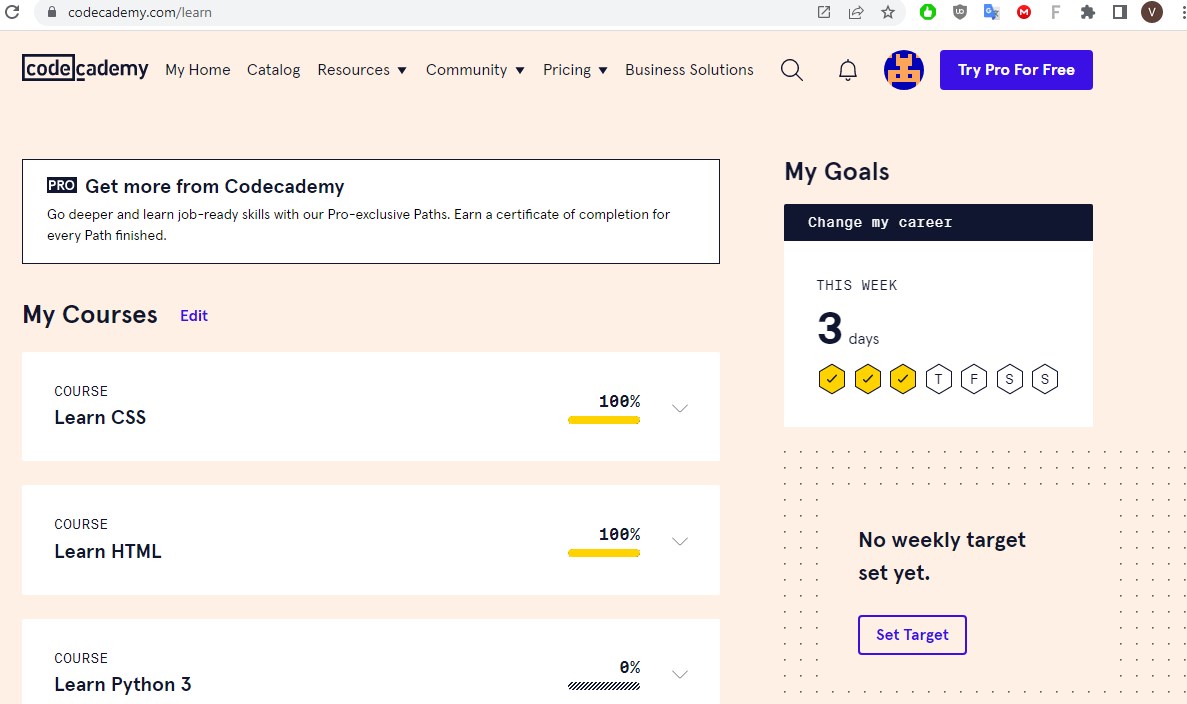 codecademy.com/learn
V
codecademy My Home Catalog Resources Community Pricing Business Solutions Try Pro For Free
PRO Get more from Codecademy
Go deeper and learn job-ready skills with our Pro-exclusive Paths. Earn a certificate of completion for
every Path finished.
My Courses Edit
COURSE
Learn CSS
100%
COURSE
Learn HTML
100%
COURSE
Learn Python 3
0%
My Goals
Change my career
THIS WEEK
3 days
T F S S
No weekly target
set yet.
Set Target